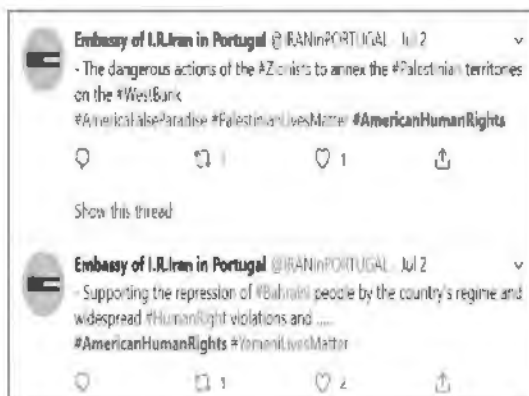 Embassy of I.R.Iran in Portugal @IRANinPORTUGAL · Jul 2
- The dangerous actions of the #Zionists to annex the #Palestinian territories
on the #WestBank
#AmericaFalseParadise #PalestinianLivesMatter #AmericanHumanRights
1 1
Show this thread
Embassy of I.R.Iran in Portugal @IRANinPORTUGAL · Jul 2
- Supporting the repression of #Bahraini people by the country's regime and
widespread #HumanRight violations and .....
#AmericanHumanRights #YemeniLivesMatter
1 2